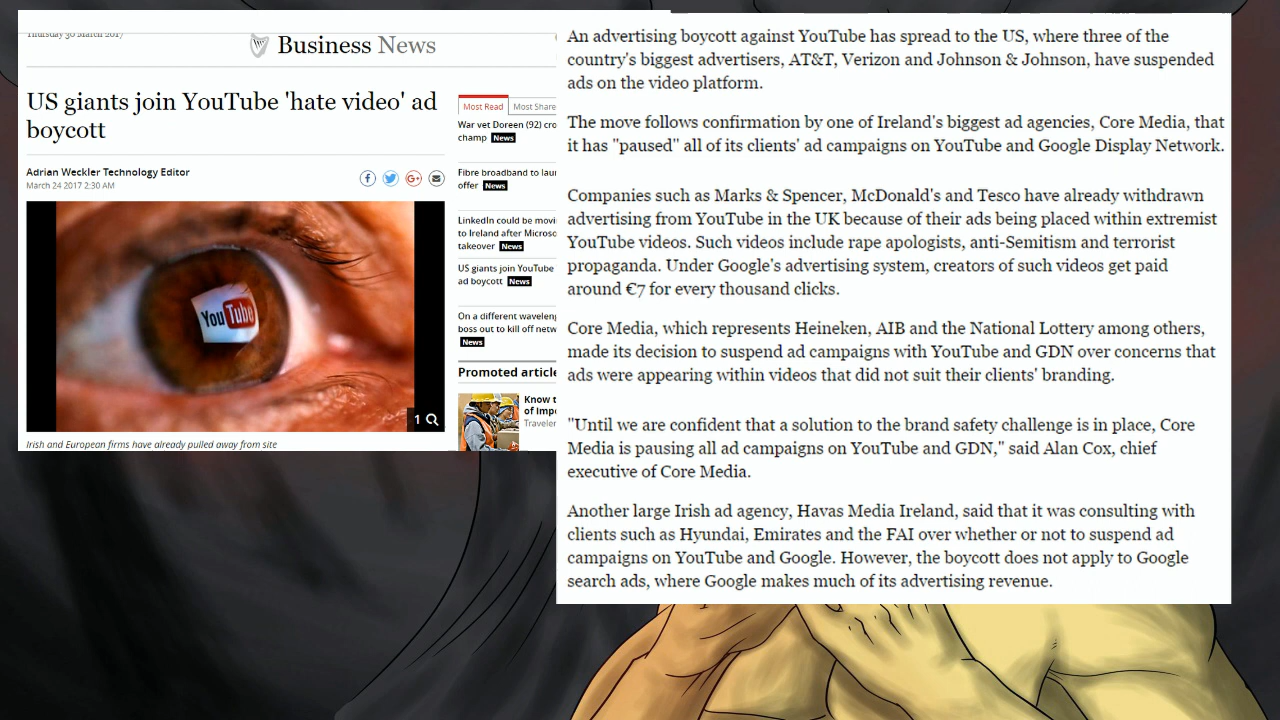 Thursday 30 March 2017
Business News
US giants join YouTube 'hate video' ad
boycott
Adrian Weckler Technology Editor
March 24 2017 2:30 AM
YouTube
1
Irish and European firms have already pulled away from site
Most Read Most Share
War vet Doreen (92) cro
champ News
Fibre broadband to lau
offer News
LinkedIn could be movi
to Ireland after Microso
takeover News
US giants join YouTube
ad boycott News
On a different waveleng
boss out to kill off netw
News
Promoted article
Know t
of Impo
Traveler
An advertising boycott against YouTube has spread to the US, where three of the
country's biggest advertisers, AT&T, Verizon and Johnson & Johnson, have suspended
ads on the video platform.
The move follows confirmation by one of Ireland's biggest ad agencies, Core Media, that
it has "paused" all of its clients' ad campaigns on YouTube and Google Display Network.
Companies such as Marks & Spencer, McDonald's and Tesco have already withdrawn
advertising from YouTube in the UK because of their ads being placed within extremist
YouTube videos. Such videos include rape apologists, anti-Semitism and terrorist
propaganda. Under Google's advertising system, creators of such videos get paid
around €7 for every thousand clicks.
Core Media, which represents Heineken, AIB and the National Lottery among others,
made its decision to suspend ad campaigns with YouTube and GDN over concerns that
ads were appearing within videos that did not suit their clients' branding.
"Until we are confident that a solution to the brand safety challenge is in place, Core
Media is pausing all ad campaigns on YouTube and GDN," said Alan Cox, chief
executive of Core Media.
Another large Irish ad agency, Havas Media Ireland, said that it was consulting with
clients such as Hyundai, Emirates and the FAI over whether or not to suspend ad
campaigns on YouTube and Google. However, the boycott does not apply to Google
search ads, where Google makes much of its advertising revenue.